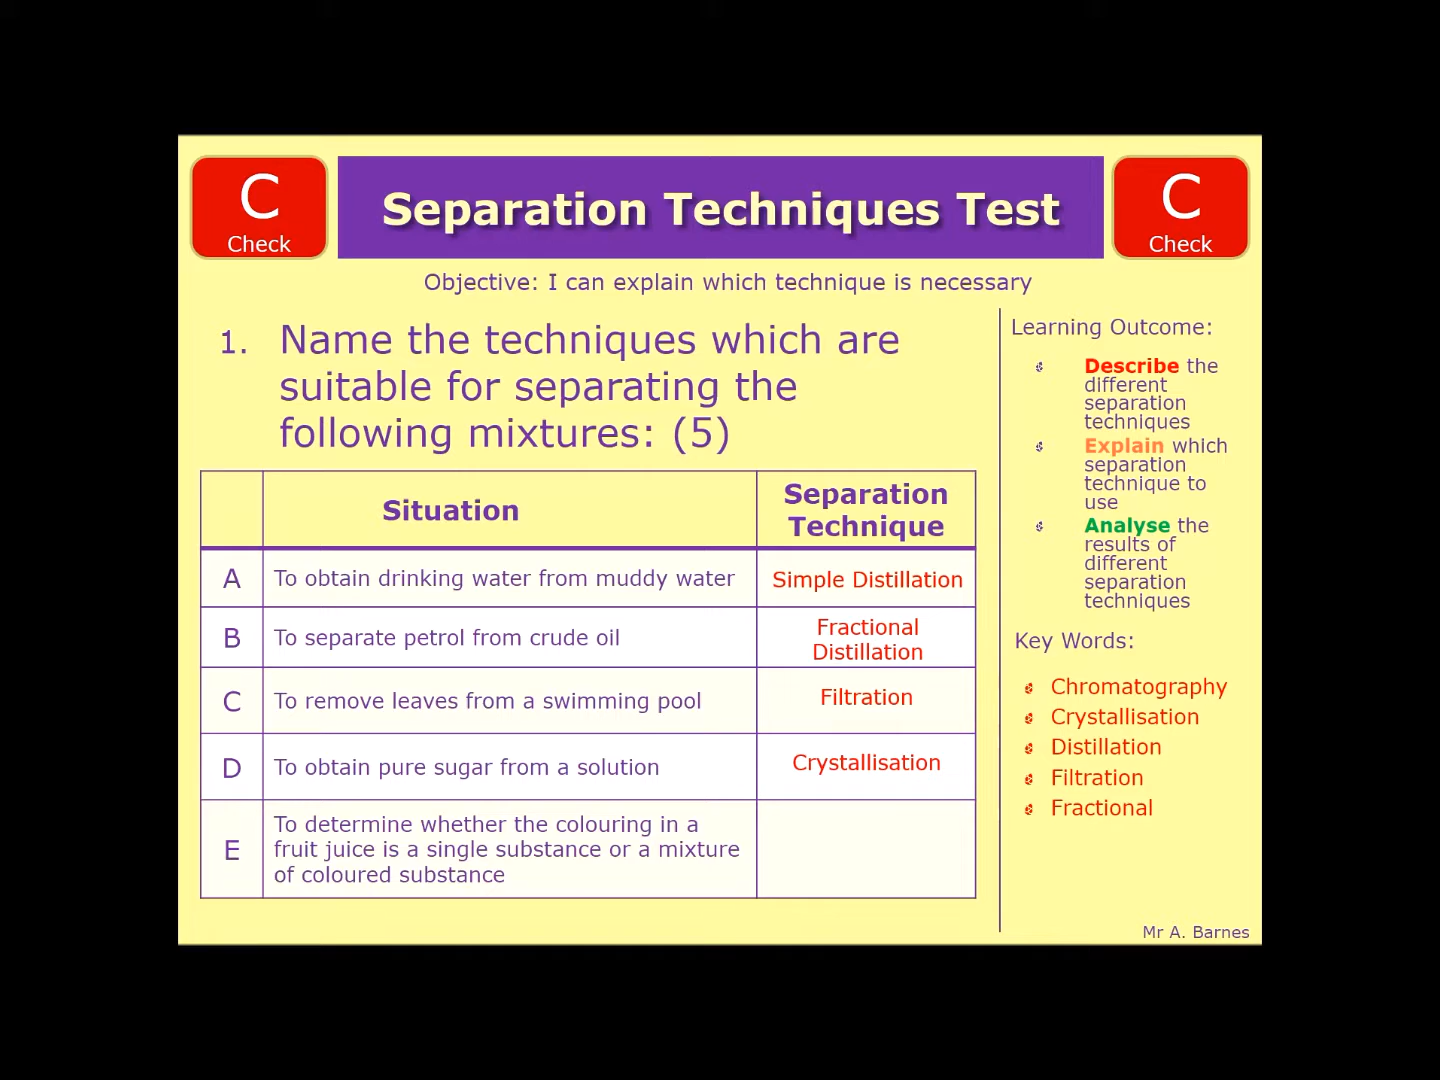 C
Check
Separation Techniques Test
C
Check
Objective: I can explain which technique is necessary
1. Name the techniques which are
suitable for separating the
following mixtures: (5)
Situation
Separation
Technique
A
To obtain drinking water from muddy water
Simple Distillation
B
To separate petrol from crude oil
Fractional
Distillation
C
To remove leaves from a swimming pool
Filtration
D
To obtain pure sugar from a solution
Crystallisation
E
To determine whether the colouring in a
fruit juice is a single substance or a mixture
of coloured substance
Learning Outcome:
Describe the
different
separation
techniques
Explain which
separation
technique to
use
Analyse the
results of
different
separation
techniques
Key Words:
Chromatography
Crystallisation
Distillation
Filtration
Fractional
Mr A. Barnes